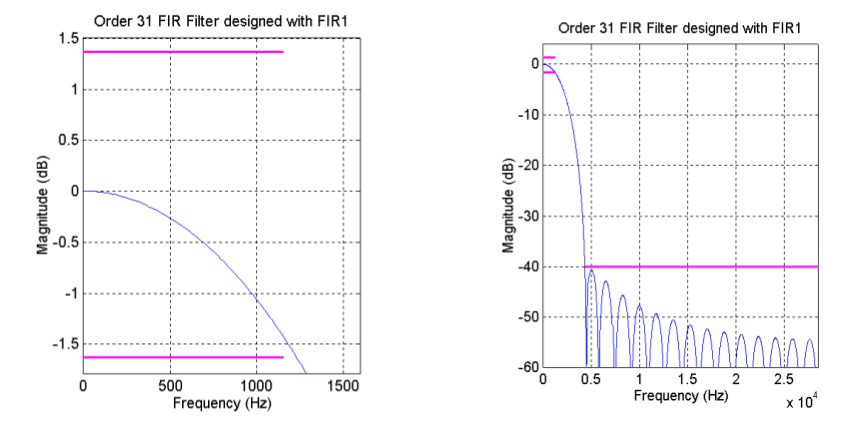 Order 31 FIR Filter designed with FIR1
1.5
1
0.5
0
-0.5
-1
-1.5
Magnitude (dB)
0 500 1000 1500
Frequency (Hz)
Order 31 FIR Filter designed with FIR1
0
-10
-20
-30
-40
-50
-60
Magnitude (dB)
0 0.5 1 1.5 2 2.5
Frequency (Hz)
x 10^4